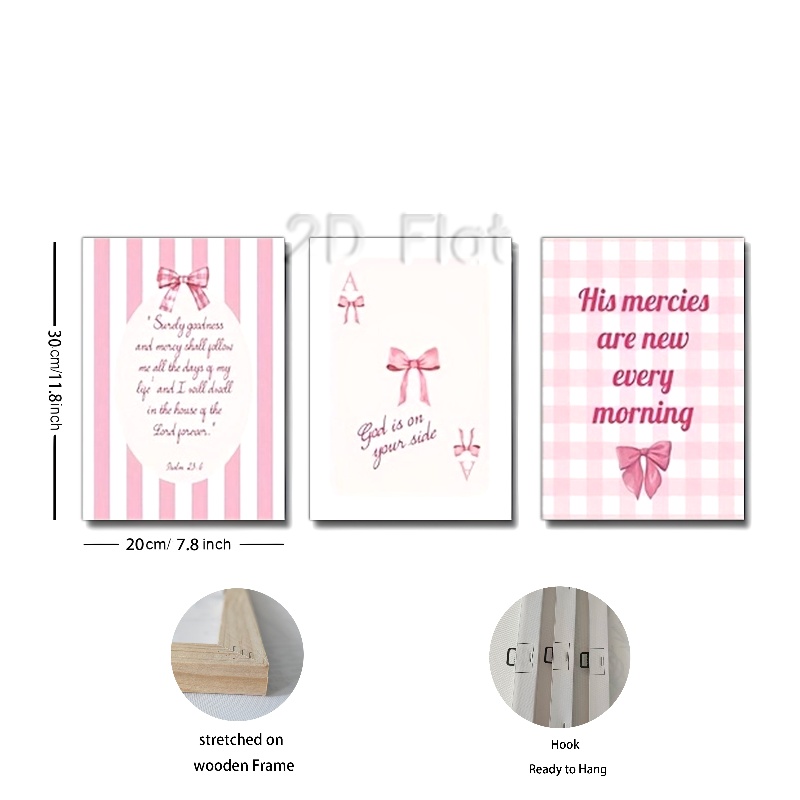 2D Flat
" Surely goodness
and mercy shall follow
me all the days of my
life' and I will dwell
in the house of the
Lord forever."
Psalm 23:6
A
God is on
your side
A
His mercies
are new
every
morning
30cm/11.8inch
20cm/ 7.8 inch
stretched on
wooden Frame
Hook
Ready to Hang